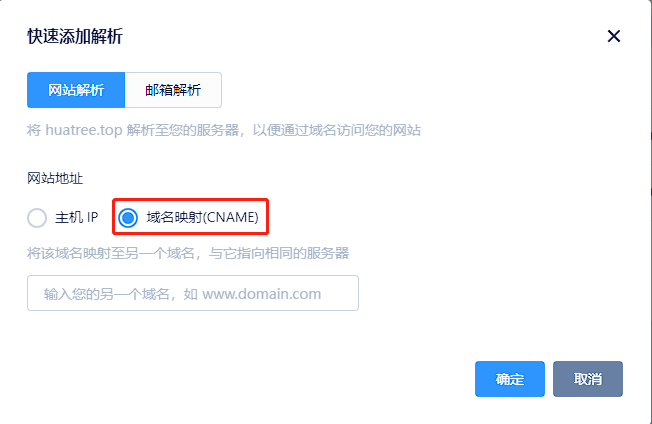 快速添加解析
网站解析 邮箱解析
将 huatree.top 解析至您的服务器，以便通过域名访问您的网站
网站地址
主机 IP 域名映射(CNAME)
将该域名映射至另一个域名，与它指向相同的服务器
输入您的另一个域名，如 www.domain.com
确定 取消